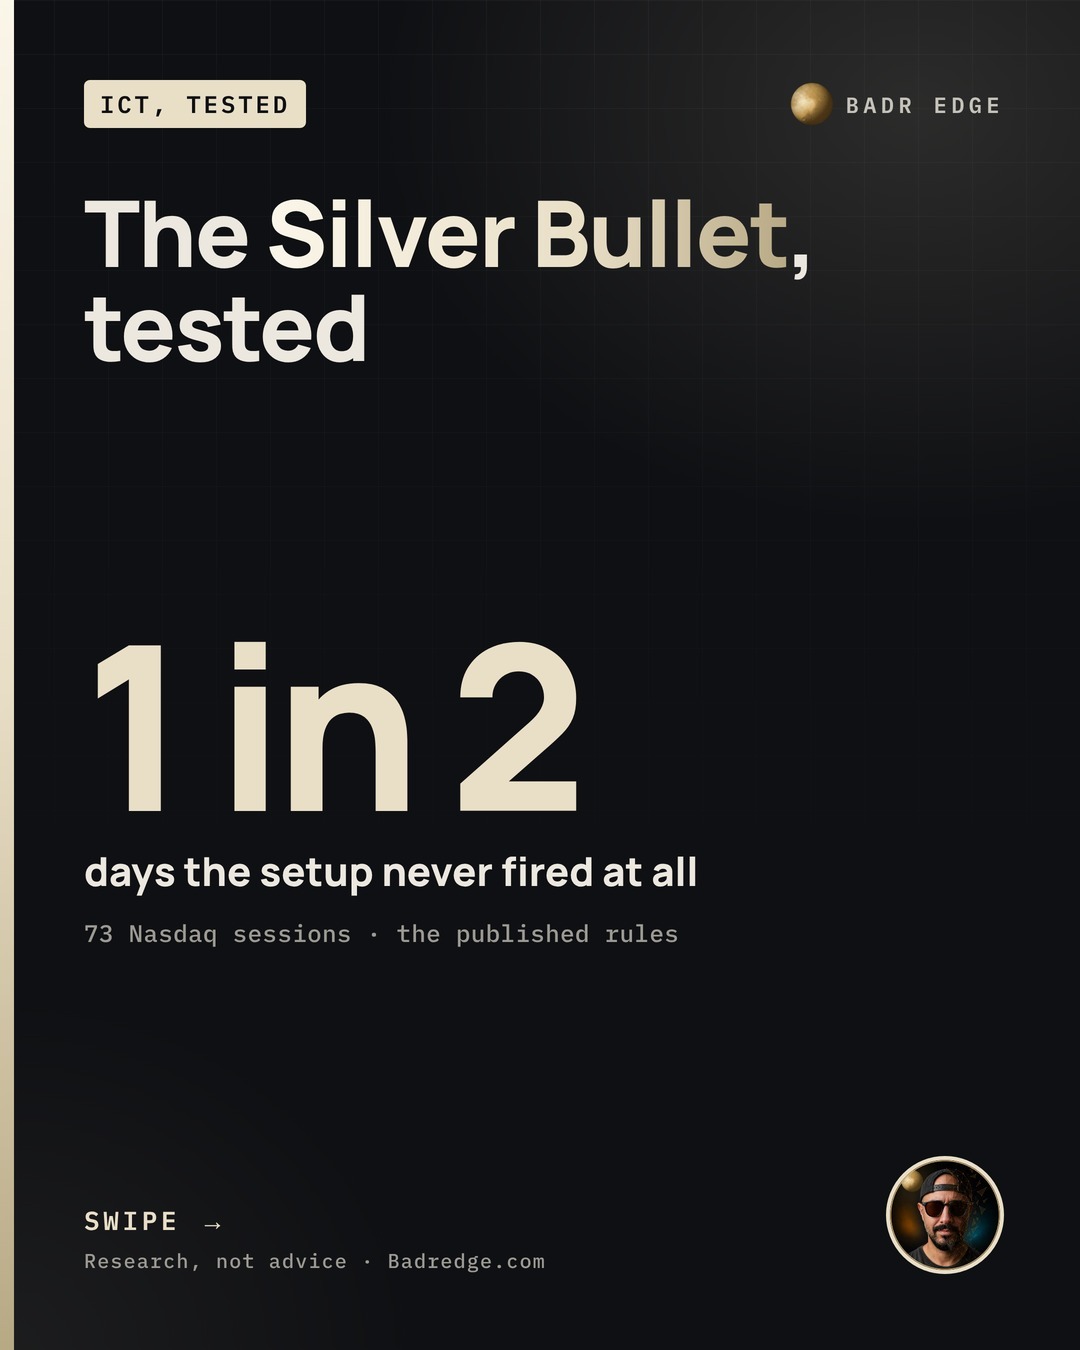 ICT, TESTED
BADR EDGE
The Silver Bullet,
tested
1 in 2
days the setup never fired at all
73 Nasdaq sessions · the published rules
SWIPE →
Research, not advice · Badredge.com